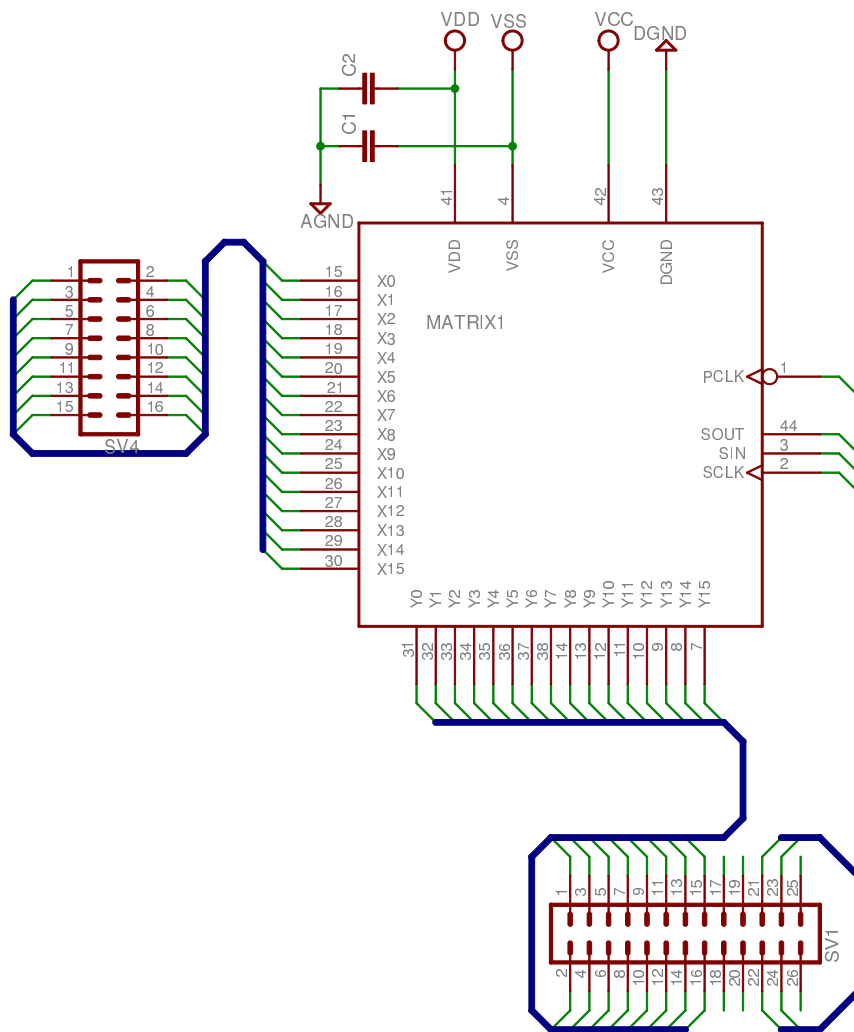 VDD VSS VCC DGND
C2
C1
AGND
41 4 42 43
VDD VSS VCC DGND
MATRIX1
1 2
3 4
5 6
7 8
9 10
11 12
13 14
15 16
SV4
15 X0
16 X1
17 X2
18 X3
19 X4
20 X5
21 X6
22 X7
23 X8
24 X9
25 X10
26 X11
27 X12
28 X13
29 X14
30 X15
PCLK 1
SOUT 44
SIN 3
SCLK 2
Y0 Y1 Y2 Y3 Y4 Y5 Y6 Y7 Y8 Y9 Y10 Y11 Y12 Y13 Y14 Y15
31 32 33 34 35 36 37 38 14 13 12 11 10 9 8 7
1 3 5 7 9 11 13 15 17 19 21 23 25
SV1
2 4 6 8 10 12 14 16 18 20 22 24 26